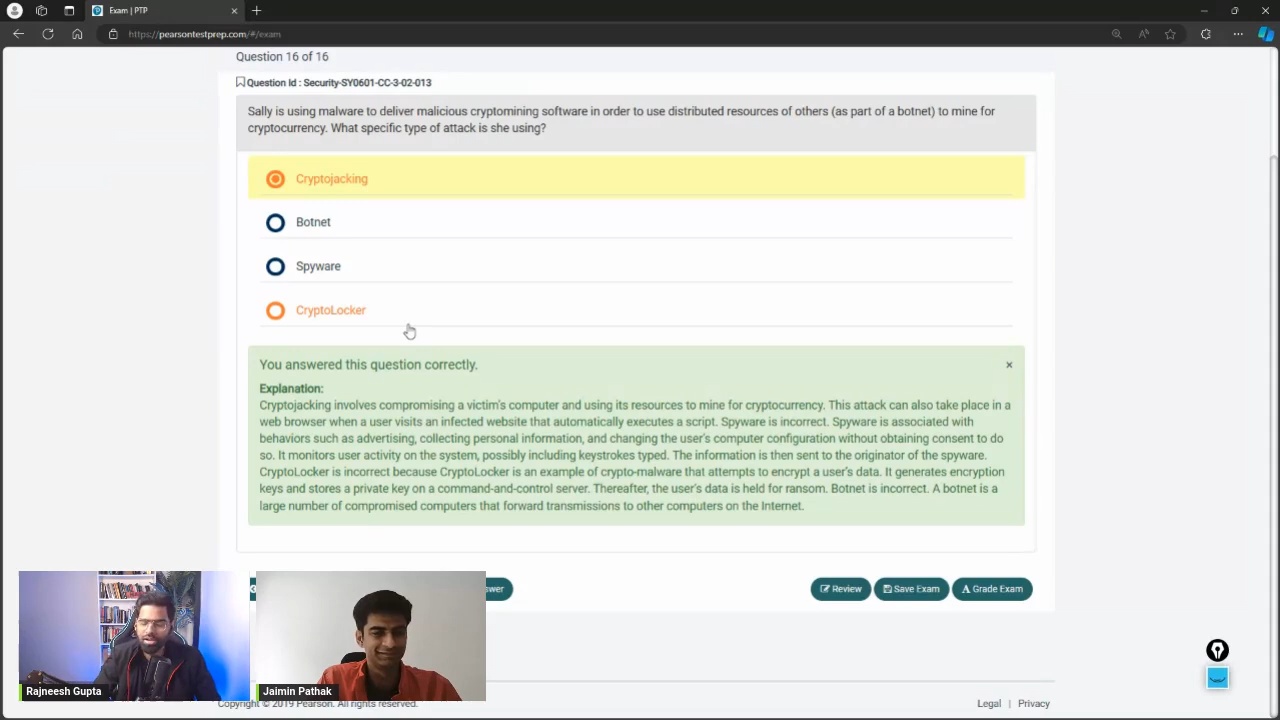 Exam | PTP
https://pearsontestprep.com/#/exam
Question 16 of 16
Question Id : Security-SY0601-CC-3-02-013
Sally is using malware to deliver malicious cryptomining software in order to use distributed resources of others (as part of a botnet) to mine for
cryptocurrency. What specific type of attack is she using?
Cryptojacking
Botnet
Spyware
CryptoLocker
You answered this question correctly.
×
Explanation:
Cryptojacking involves compromising a victim's computer and using its resources to mine for cryptocurrency. This attack can also take place in a
web browser when a user visits an infected website that automatically executes a script. Spyware is incorrect. Spyware is associated with
behaviors such as advertising, collecting personal information, and changing the user's computer configuration without obtaining consent to do
so. It monitors user activity on the system, possibly including keystrokes typed. The information is then sent to the originator of the spyware.
CryptoLocker is incorrect because CryptoLocker is an example of crypto-malware that attempts to encrypt a user's data. It generates encryption
keys and stores a private key on a command-and-control server. Thereafter, the user's data is held for ransom. Botnet is incorrect. A botnet is a
large number of compromised computers that forward transmissions to other computers on the Internet.
Review
Save Exam
Grade Exam
Rajneesh Gupta
Jaimin Pathak
Copyright © 2019 Pearson. All rights reserved.
Legal | Privacy